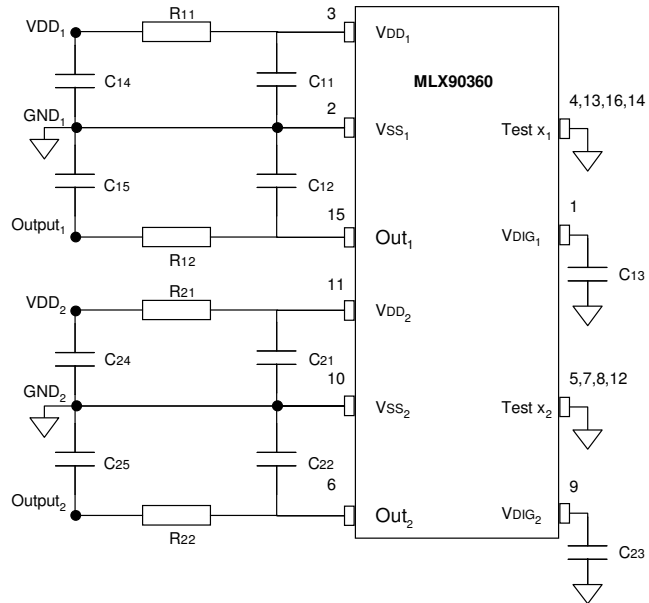 R11
3
VDD1
VDD1
C14
C11
MLX90360
4,13,16,14
GND1
2
VSS1
Test x1
C15
C12
1
Output1
15
Out1
VDIG1
R12
C13
R21
11
VDD2
VDD2
C24
C21
10
5,7,8,12
GND2
VSS2
Test x2
C25
C22
9
Output2
6
Out2
VDIG2
R22
C23